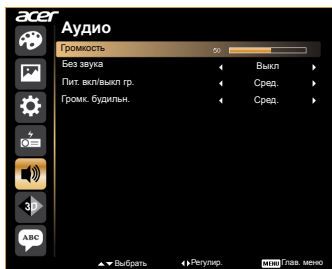 acer
Аудио
Громкость 50
Без звука Выкл
Пит. вкл/выкл гр. Сред.
Громк. будильн. Сред.
3D
ABC
Выбрать Регулир. MENU Глав. меню